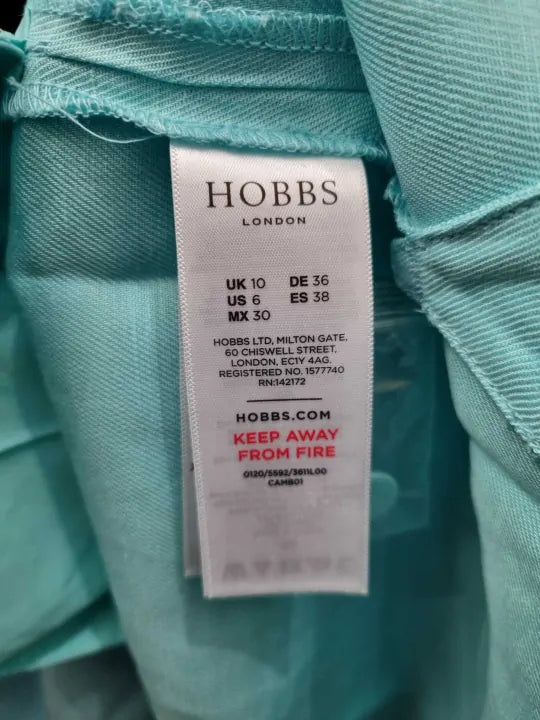 HOBBS
LONDON
UK 10 DE 36
US 6 ES 38
MX 30
HOBBS LTD, MILTON GATE,
60 CHISWELL STREET,
LONDON, EC1Y 4AG.
REGISTERED NO. 1577740
RN:142172
HOBBS.COM
KEEP AWAY
FROM FIRE
0120/5592/3611L00
CAMB01